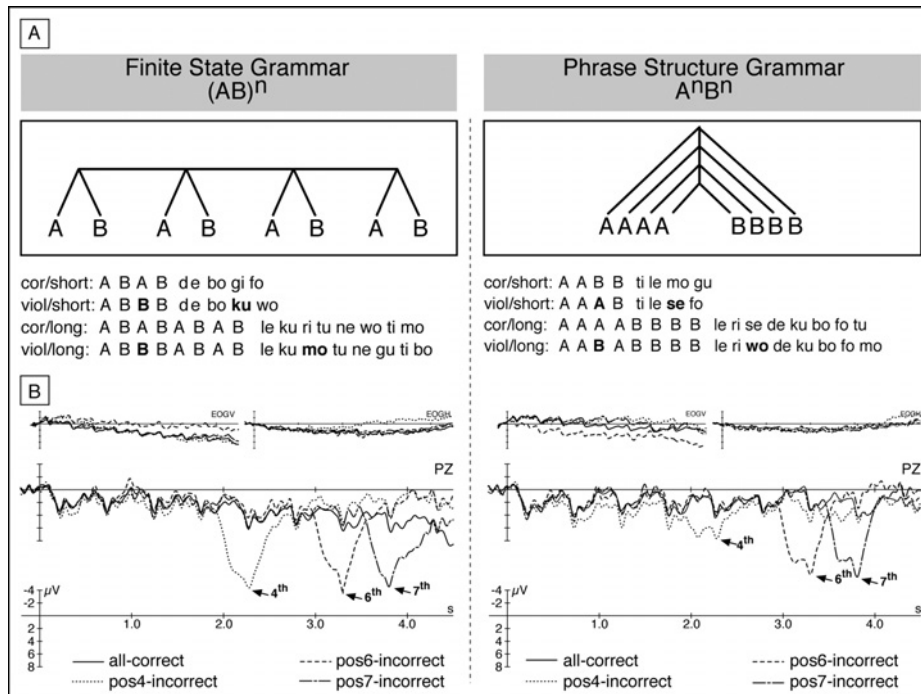 A
Finite State Grammar
(AB)ⁿ
A B A B A B A B
cor/short: A B A B de bo gi fo
viol/short: A B B B de bo ku wo
cor/long: A B A B A B A B le ku ri tu ne wo ti mo
viol/long: A B B B A B A B le ku mo tu ne gu ti bo
Phrase Structure Grammar
AⁿBⁿ
AAAA BBBB
cor/short: A A B B ti le mo gu
viol/short: A A A B ti le se fo
cor/long: A A A A B B B B le ri se de ku bo fo tu
viol/long: A A B A B B B B le ri wo de ku bo fo mo
B
EOGV
EOGH
PZ
4th
6th
7th
-4 µV
-2
2
4
6
8
1.0 2.0 3.0 4.0 s
all-correct pos6-incorrect
pos4-incorrect pos7-incorrect
EOGV
EOGH
PZ
4th
6th
7th
-4 µV
-2
2
4
6
8
1.0 2.0 3.0 4.0 s
all-correct pos6-incorrect
pos4-incorrect pos7-incorrect